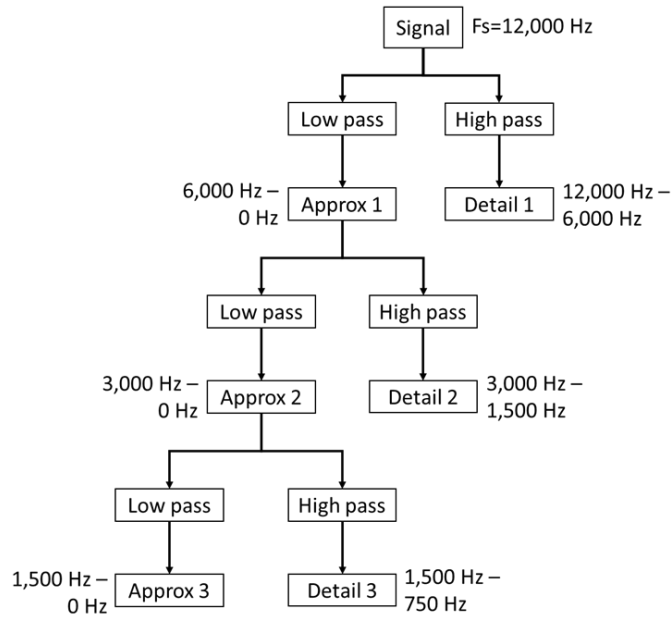 Signal
Fs=12,000 Hz
Low pass
High pass
6,000 Hz –
0 Hz
Approx 1
Detail 1
12,000 Hz –
6,000 Hz
Low pass
High pass
3,000 Hz –
0 Hz
Approx 2
Detail 2
3,000 Hz –
1,500 Hz
Low pass
High pass
1,500 Hz –
0 Hz
Approx 3
Detail 3
1,500 Hz –
750 Hz